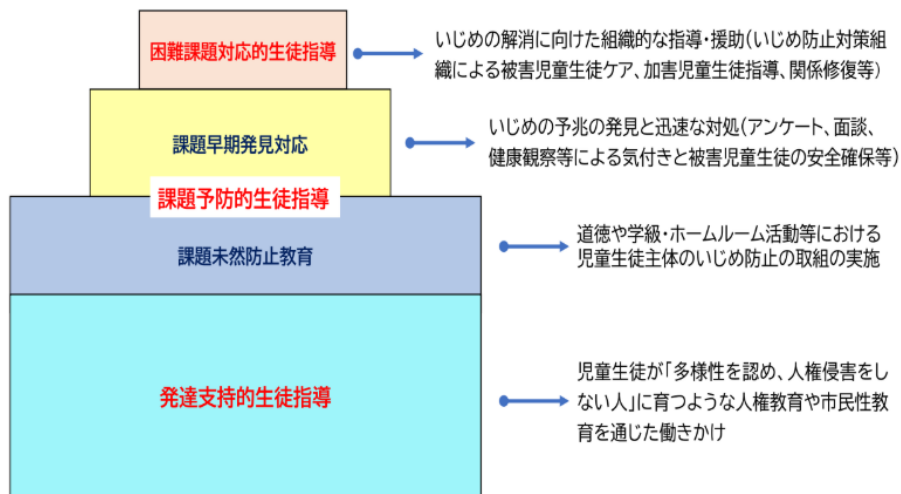 困難課題対応的生徒指導
いじめの解消に向けた組織的な指導・援助(いじめ防止対策組
織による被害児童生徒ケア、加害児童生徒指導、関係修復等)
課題早期発見対応
いじめの予兆の発見と迅速な対処(アンケート、面談、
健康観察等による気付きと被害児童生徒の安全確保等)
課題予防的生徒指導
課題未然防止教育
道徳や学級・ホームルーム活動等における
児童生徒主体のいじめ防止の取組の実施
発達支持的生徒指導
児童生徒が「多様性を認め、人権侵害をし
ない人」に育つような人権教育や市民性教
育を通じた働きかけ